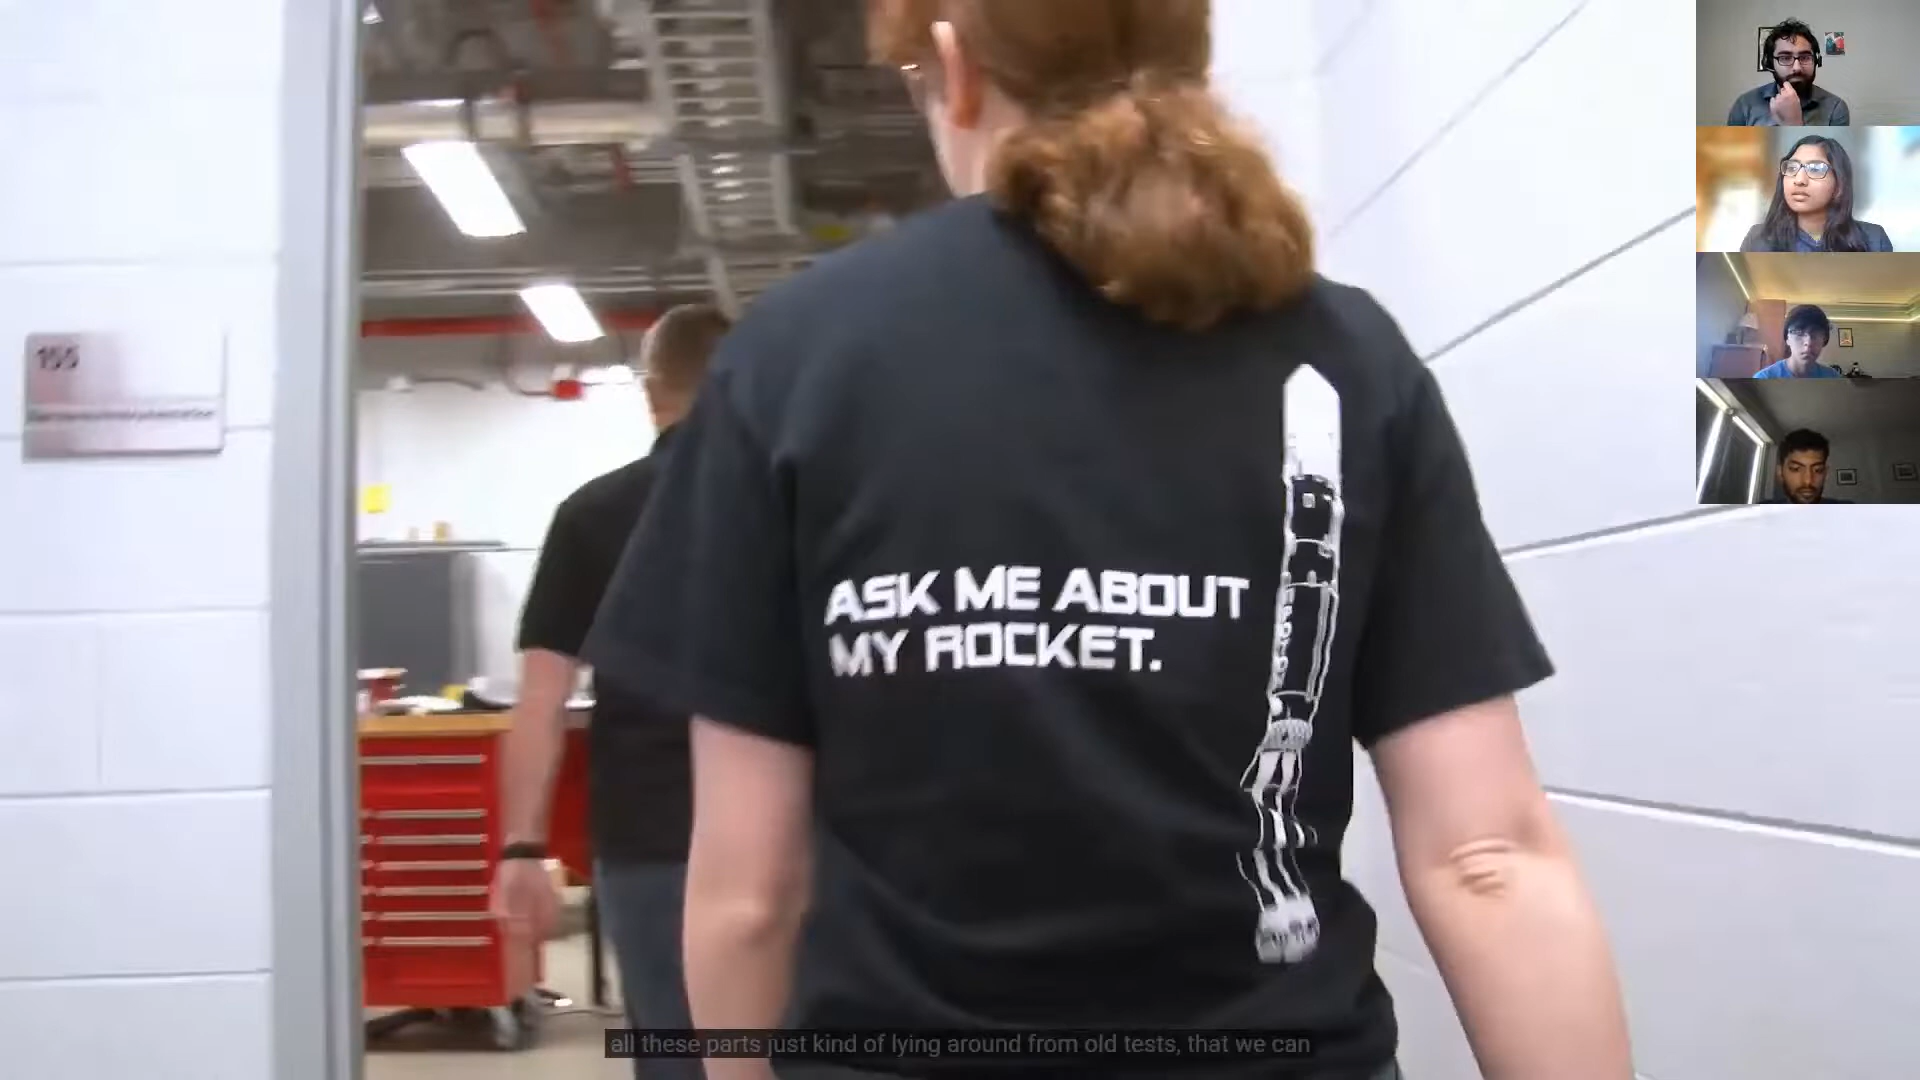 155
ASK ME ABOUT
MY ROCKET.
all these parts just kind of lying around from old tests, that we can